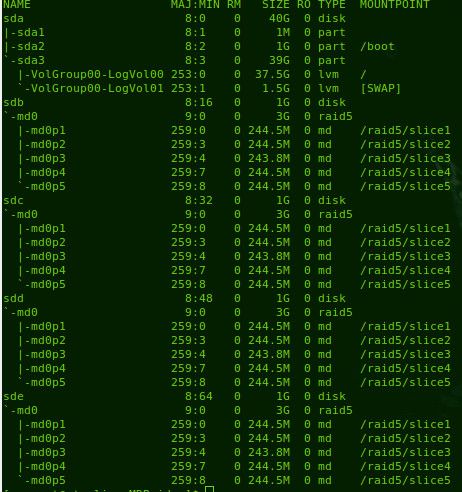 NAME MAJ:MIN RM SIZE RO TYPE MOUNTPOINT
sda 8:0 0 40G 0 disk
|-sda1 8:1 0 1M 0 part
|-sda2 8:2 0 1G 0 part /boot
`-sda3 8:3 0 39G 0 part
|-VolGroup00-LogVol00 253:0 0 37.5G 0 lvm /
`-VolGroup00-LogVol01 253:1 0 1.5G 0 lvm [SWAP]
sdb 8:16 0 1G 0 disk
`-md0 9:0 0 3G 0 raid5
|-md0p1 259:0 0 244.5M 0 md /raid5/slice1
|-md0p2 259:3 0 244.5M 0 md /raid5/slice2
|-md0p3 259:4 0 243.8M 0 md /raid5/slice3
|-md0p4 259:7 0 244.5M 0 md /raid5/slice4
`-md0p5 259:8 0 244.5M 0 md /raid5/slice5
sdc 8:32 0 1G 0 disk
`-md0 9:0 0 3G 0 raid5
|-md0p1 259:0 0 244.5M 0 md /raid5/slice1
|-md0p2 259:3 0 244.5M 0 md /raid5/slice2
|-md0p3 259:4 0 243.8M 0 md /raid5/slice3
|-md0p4 259:7 0 244.5M 0 md /raid5/slice4
`-md0p5 259:8 0 244.5M 0 md /raid5/slice5
sdd 8:48 0 1G 0 disk
`-md0 9:0 0 3G 0 raid5
|-md0p1 259:0 0 244.5M 0 md /raid5/slice1
|-md0p2 259:3 0 244.5M 0 md /raid5/slice2
|-md0p3 259:4 0 243.8M 0 md /raid5/slice3
|-md0p4 259:7 0 244.5M 0 md /raid5/slice4
`-md0p5 259:8 0 244.5M 0 md /raid5/slice5
sde 8:64 0 1G 0 disk
`-md0 9:0 0 3G 0 raid5
|-md0p1 259:0 0 244.5M 0 md /raid5/slice1
|-md0p2 259:3 0 244.5M 0 md /raid5/slice2
|-md0p3 259:4 0 243.8M 0 md /raid5/slice3
|-md0p4 259:7 0 244.5M 0 md /raid5/slice4
`-md0p5 259:8 0 244.5M 0 md /raid5/slice5